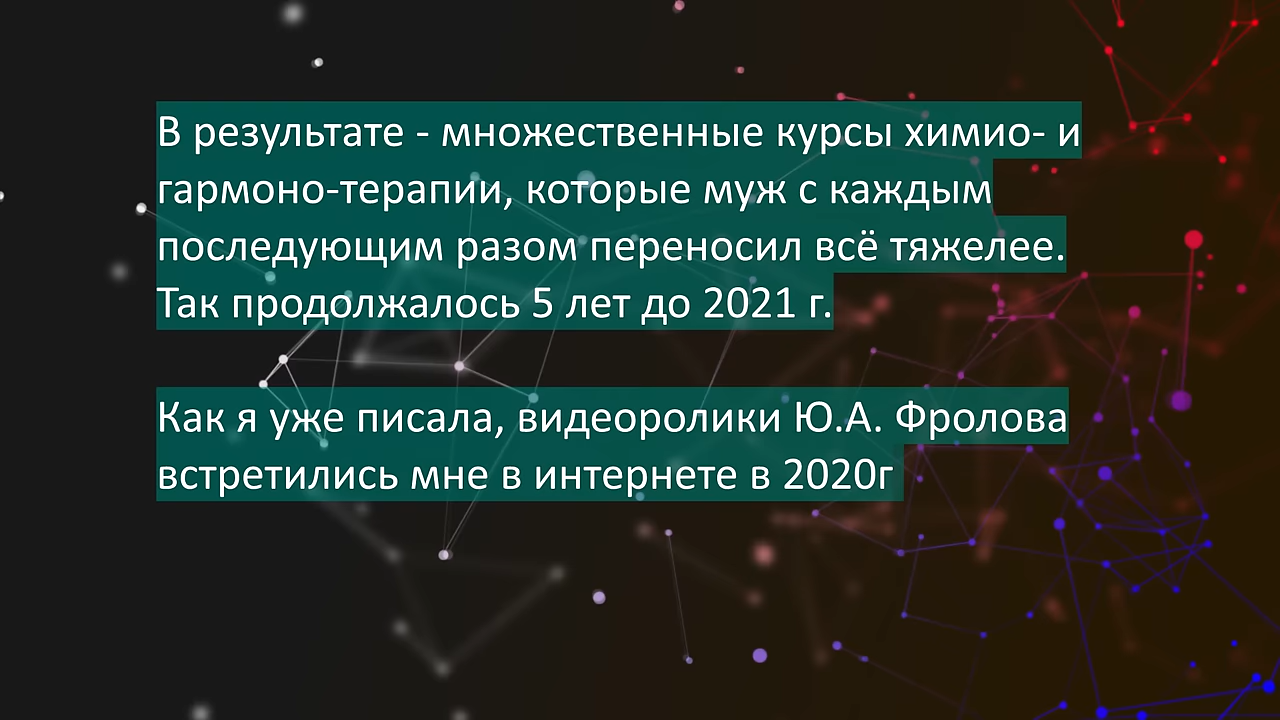 В результате - множественные курсы химио- и
гармоно-терапии, которые муж с каждым
последующим разом переносил всё тяжелее.
Так продолжалось 5 лет до 2021 г.
Как я уже писала, видеоролики Ю.А. Фролова
встретились мне в интернете в 2020г